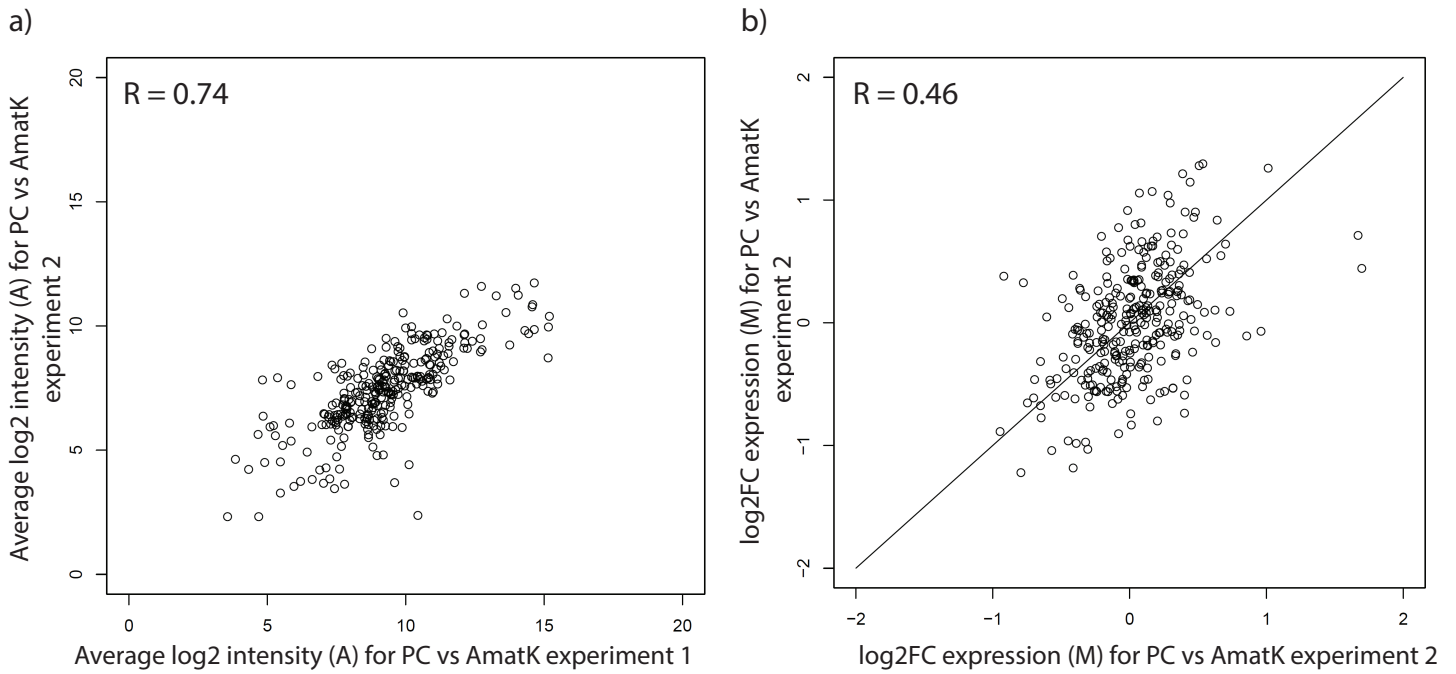 a)
R = 0.74
Average log2 intensity (A) for PC vs AmatK
experiment 2
20
15
10
5
0
0 5 10 15 20
Average log2 intensity (A) for PC vs AmatK experiment 1
b)
R = 0.46
log2FC expression (M) for PC vs AmatK
experiment 2
2
1
0
−1
−2
−2 −1 0 1 2
log2FC expression (M) for PC vs AmatK experiment 2